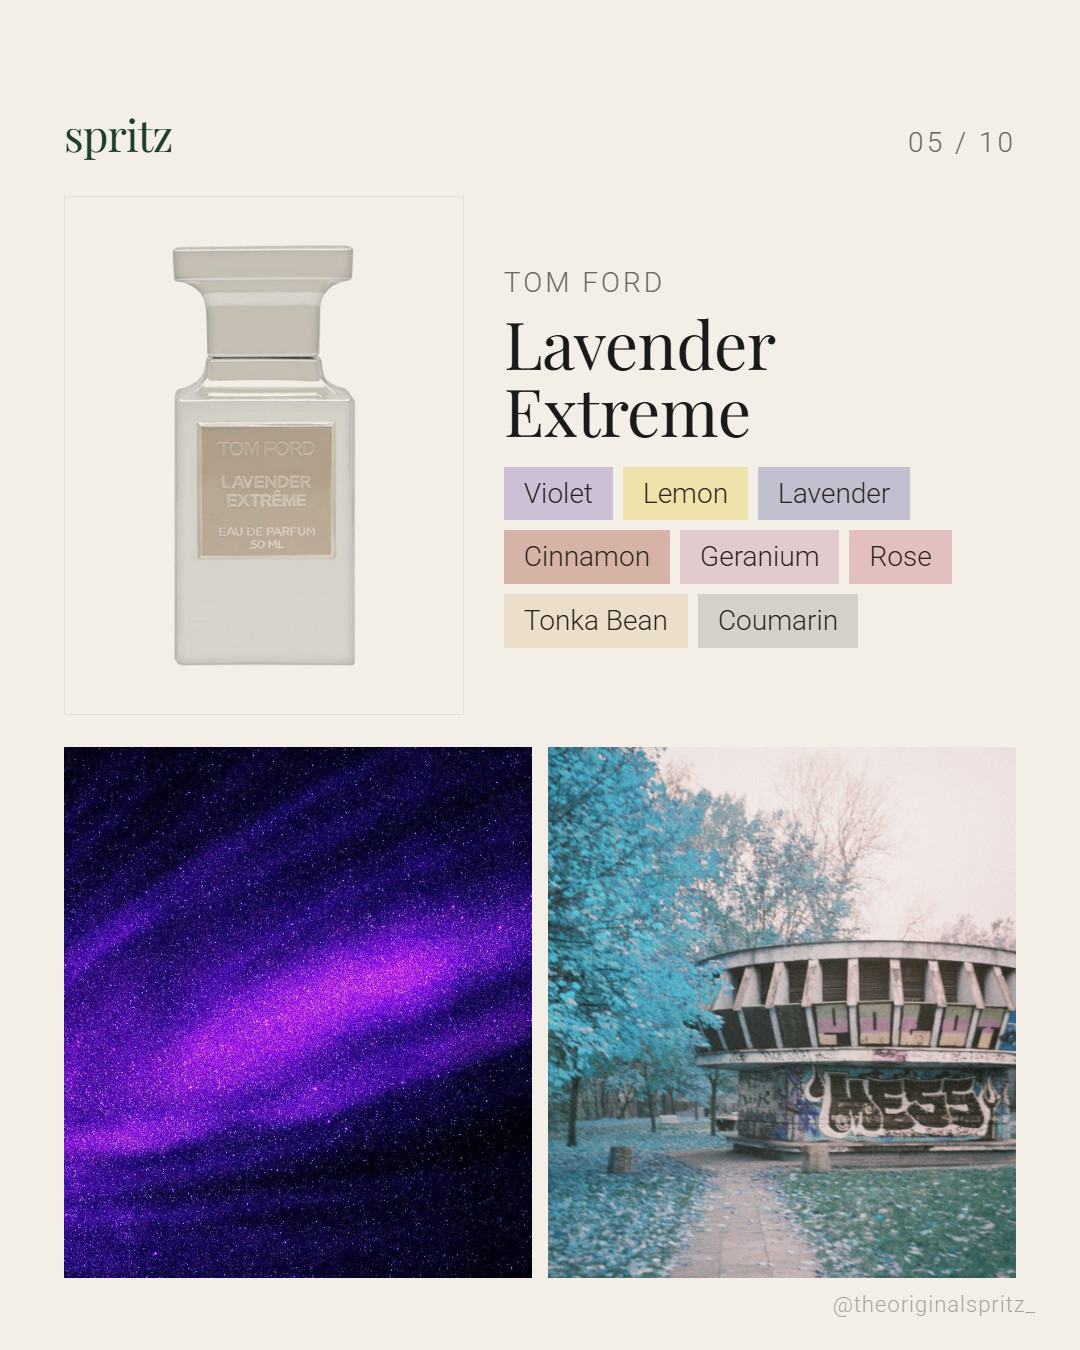 spritz
05 / 10
TOM FORD
Lavender
Extreme
Violet
Lemon
Lavender
Cinnamon
Geranium
Rose
Tonka Bean
Coumarin
TOM FORD
LAVENDER
EXTRÊME
EAU DE PARFUM
50 ML
@theoriginalspritz_